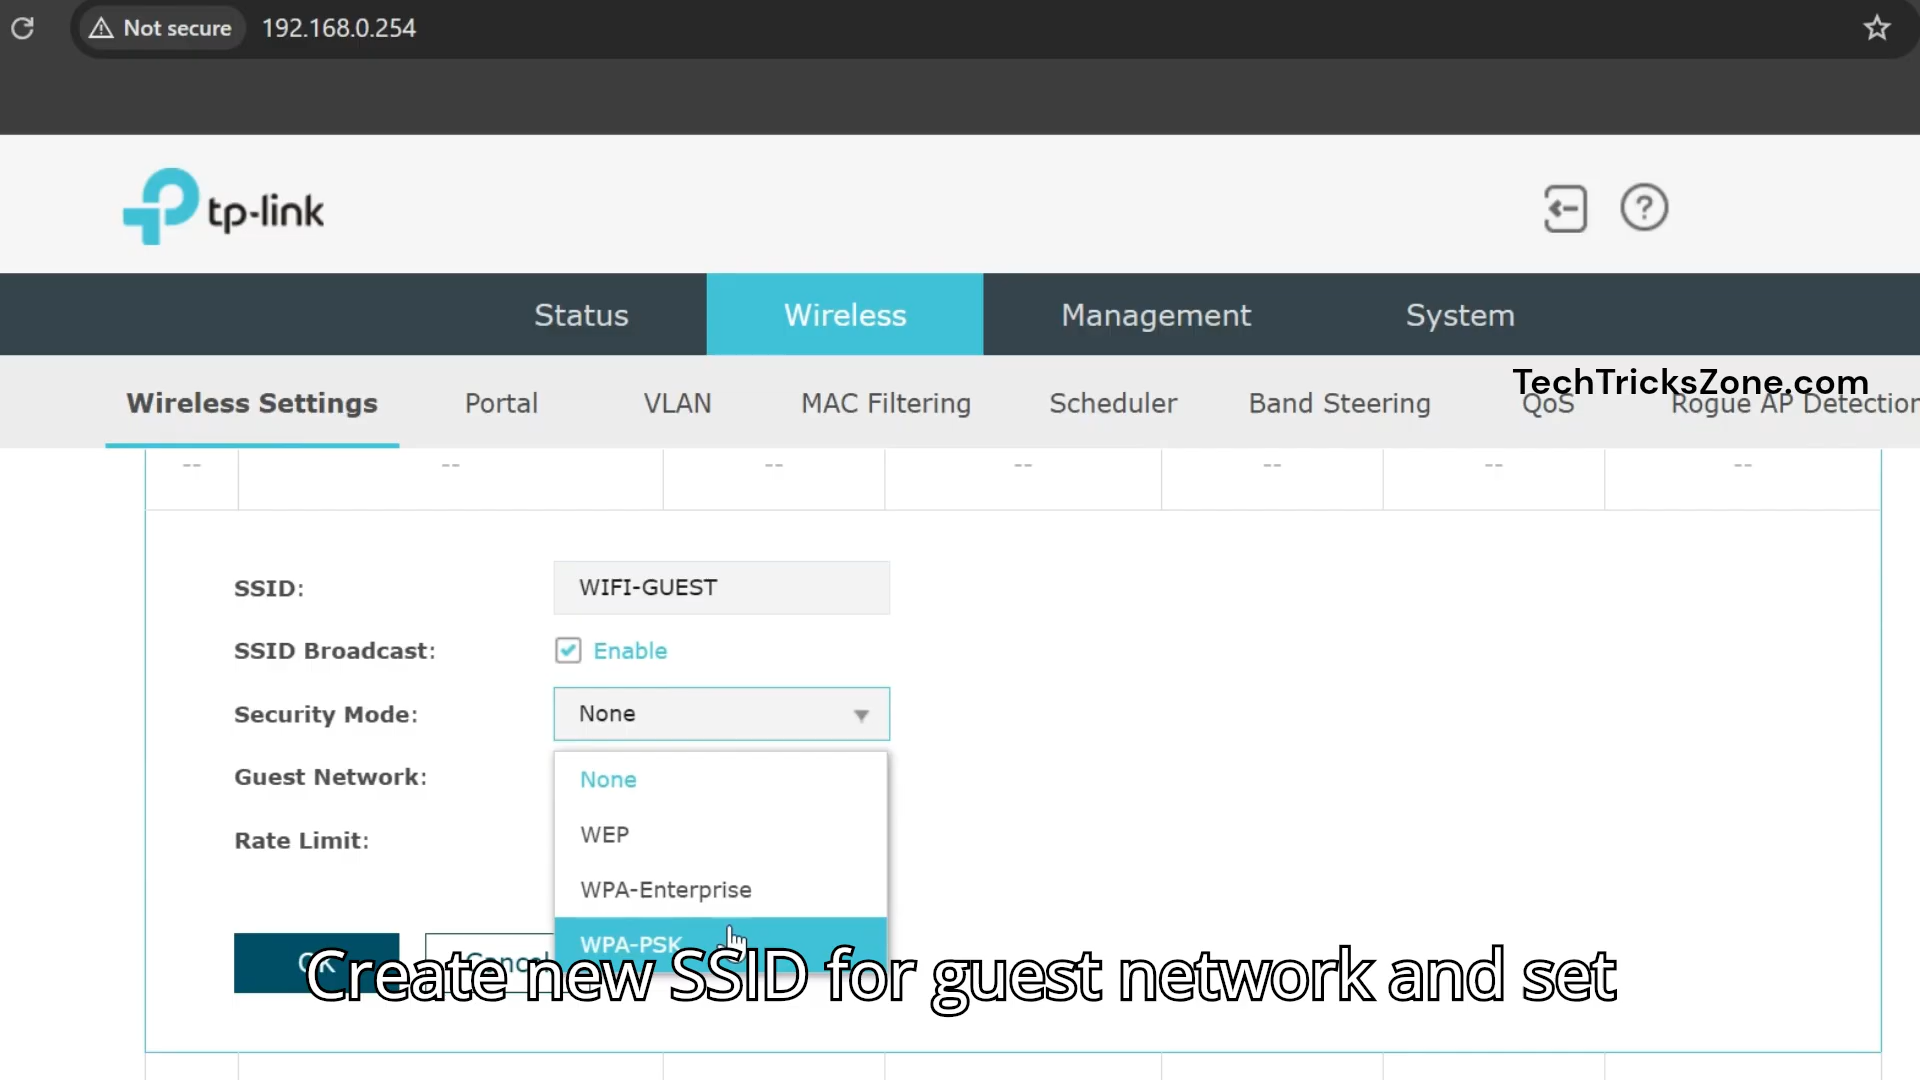 Not secure 192.168.0.254
tp-link
Status Wireless Management System
TechTricksZone.com
Wireless Settings Portal VLAN MAC Filtering Scheduler Band Steering QoS Rogue AP Detection
-- -- -- -- -- -- --
SSID: WIFI-GUEST
SSID Broadcast: Enable
Security Mode: None
None
Guest Network:
WEP
Rate Limit:
WPA-Enterprise
WPA-PSK
OK Cancel
Create new SSID for guest network and set